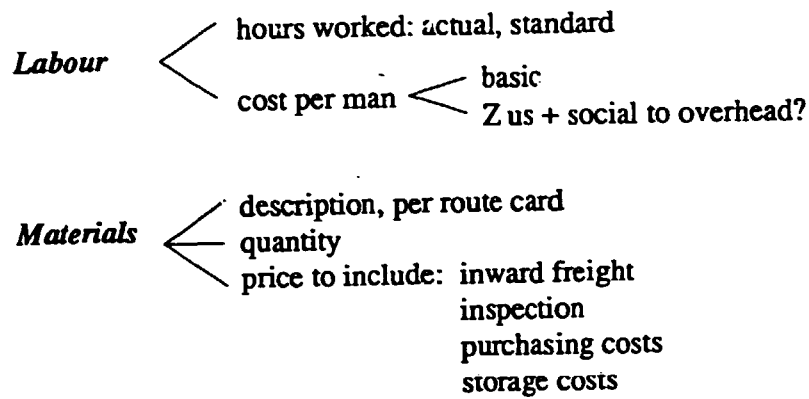 Labour
hours worked: actual, standard
cost per man
basic
Z us + social to overhead?
Materials
description, per route card
quantity
price to include: inward freight
inspection
purchasing costs
storage costs